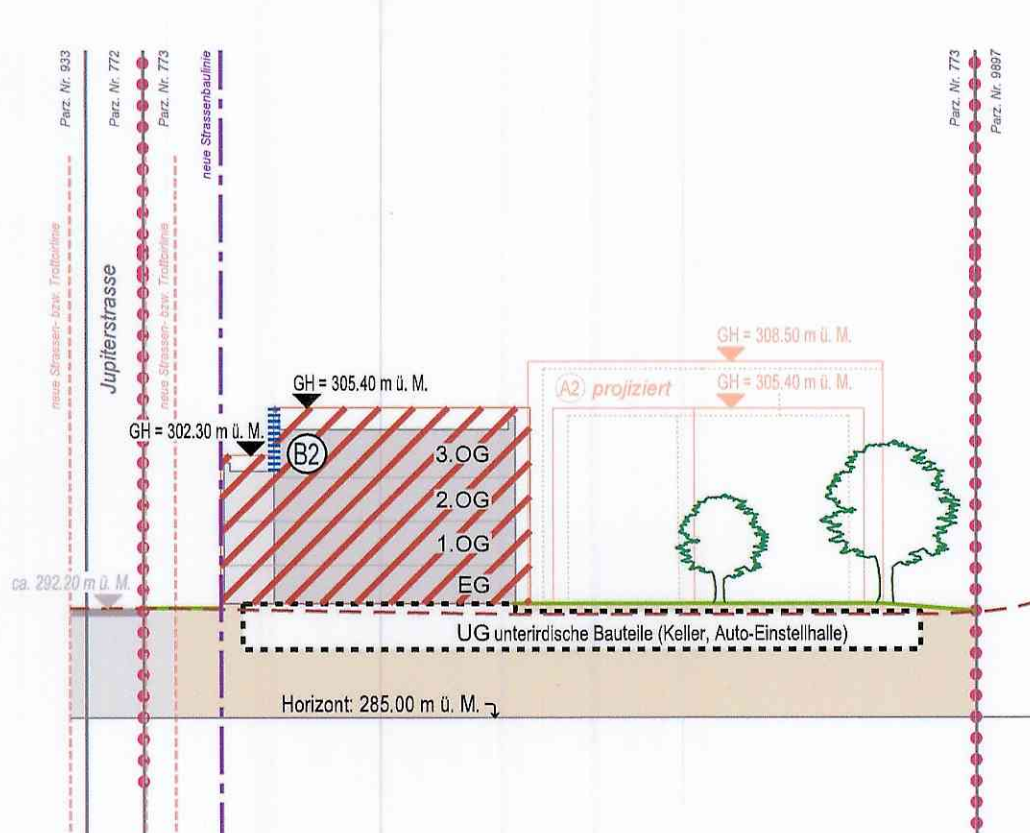 Parz. Nr. 933
Parz. Nr. 772
Parz. Nr. 773
neue Strassenbaulinie
Parz. Nr. 773
Parz. Nr. 9897
neue Strassen- bzw. Trottoirlinie
Jupiterstrasse
neue Strassen- bzw. Trottoirlinie
GH = 308.50 m ü. M.
GH = 305.40 m ü. M.
A2 projiziert
GH = 305.40 m ü. M.
GH = 302.30 m ü. M.
B2
3.OG
2.OG
1.OG
EG
ca. 292.20 m ü. M.
UG unterirdische Bauteile (Keller, Auto-Einstellhalle)
Horizont: 285.00 m ü. M.